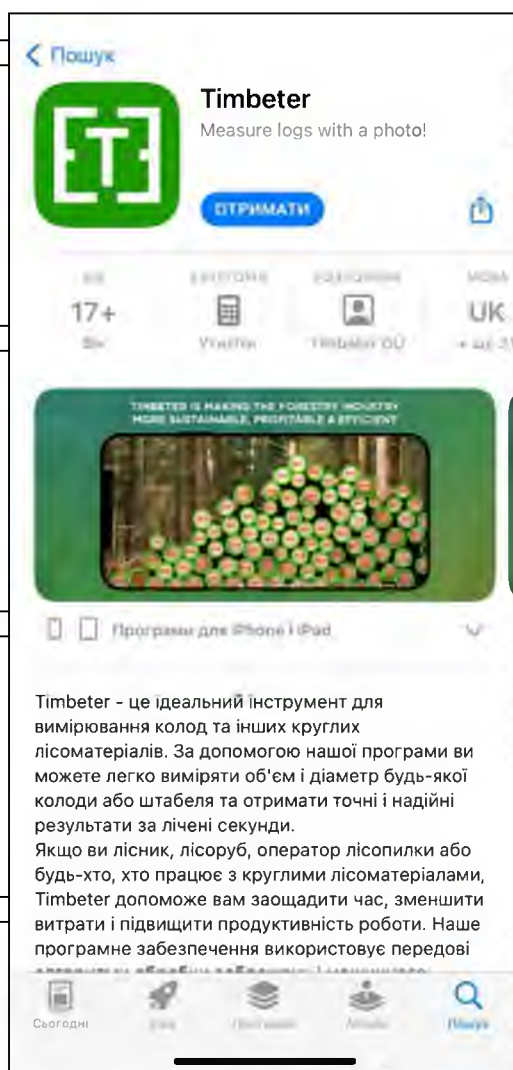 Пошук
Timbeter
Measure logs with a photo!
ОТРИМАТИ
17+
UK
Вік
Утиліти
Timbeter OÜ
TIMBETER IS MAKING THE FORESTRY INDUSTRY
MORE SUSTAINABLE, PROFITABLE & EFFICIENT
Програми для iPhone і iPad
Timbeter - це ідеальний інструмент для
вимірювання колод та інших круглих
лісоматеріалів. За допомогою нашої програми ви
можете легко виміряти об'єм і діаметр будь-якої
колоди або штабеля та отримати точні і надійні
результати за лічені секунди.
Якщо ви лісник, лісоруб, оператор лісопилки або
будь-хто, хто працює з круглими лісоматеріалами,
Timbeter допоможе вам заощадити час, зменшити
витрати і підвищити продуктивність роботи. Наше
програмне забезпечення використовує передові
Сьогодні
Пошук